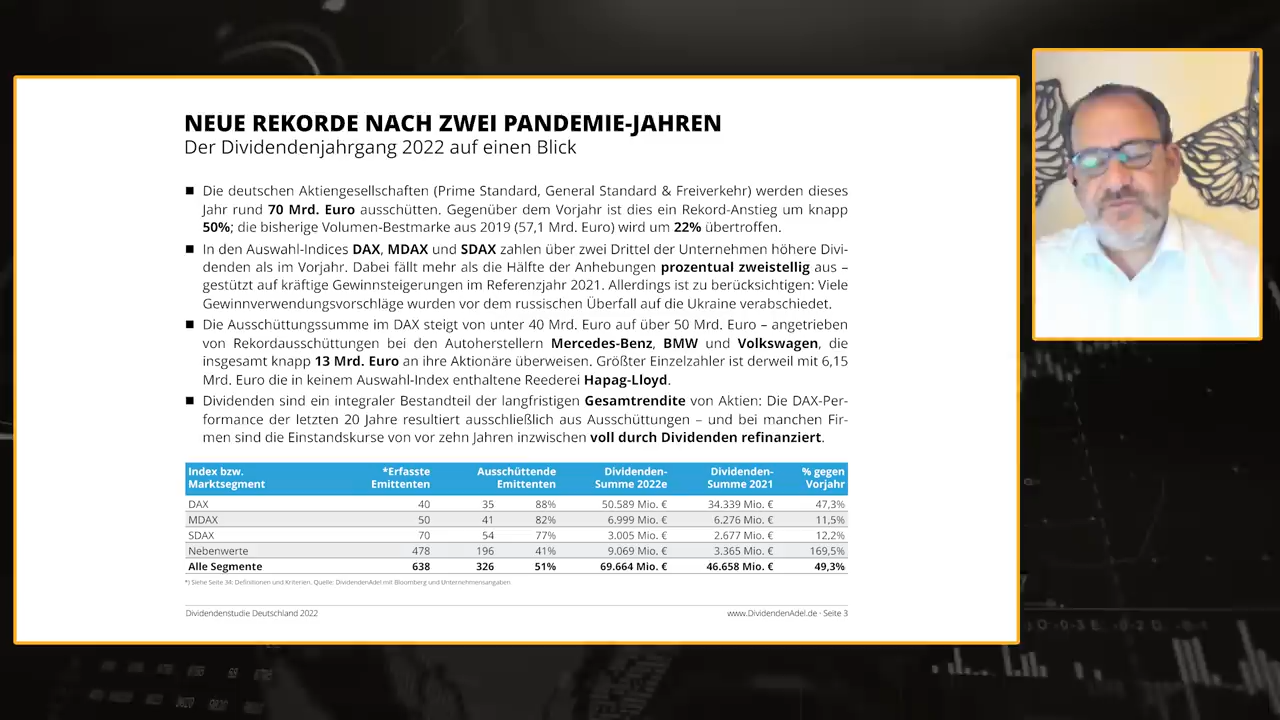 NEUE REKORDE NACH ZWEI PANDEMIE-JAHREN
Der Dividendenjahrgang 2022 auf einen Blick
■ Die deutschen Aktiengesellschaften (Prime Standard, General Standard & Freiverkehr) werden dieses
Jahr rund 70 Mrd. Euro ausschütten. Gegenüber dem Vorjahr ist dies ein Rekord-Anstieg um knapp
50%; die bisherige Volumen-Bestmarke aus 2019 (57,1 Mrd. Euro) wird um 22% übertroffen.
■ In den Auswahl-Indices DAX, MDAX und SDAX zahlen über zwei Drittel der Unternehmen höhere Divi-
denden als im Vorjahr. Dabei fällt mehr als die Hälfte der Anhebungen prozentual zweistellig aus –
gestützt auf kräftige Gewinnsteigerungen im Referenzjahr 2021. Allerdings ist zu berücksichtigen: Viele
Gewinnverwendungsvorschläge wurden vor dem russischen Überfall auf die Ukraine verabschiedet.
■ Die Ausschüttungssumme im DAX steigt von unter 40 Mrd. Euro auf über 50 Mrd. Euro – angetrieben
von Rekordausschüttungen bei den Autoherstellern Mercedes-Benz, BMW und Volkswagen, die
insgesamt knapp 13 Mrd. Euro an ihre Aktionäre überweisen. Größter Einzelzahler ist derweil mit 6,15
Mrd. Euro die in keinem Auswahl-Index enthaltene Reederei Hapag-Lloyd.
■ Dividenden sind ein integraler Bestandteil der langfristigen Gesamtrendite von Aktien: Die DAX-Per-
formance der letzten 20 Jahre resultiert ausschließlich aus Ausschüttungen – und bei manchen Fir-
men sind die Einstandskurse von vor zehn Jahren inzwischen voll durch Dividenden refinanziert.
Index bzw. *Erfasste Ausschüttende Dividenden- Dividenden- % gegen
Marktsegment Emittenten Emittenten Summe 2022e Summe 2021 Vorjahr
DAX 40 35 88% 50.589 Mio. € 34.339 Mio. € 47,3%
MDAX 50 41 82% 6.999 Mio. € 6.276 Mio. € 11,5%
SDAX 70 54 77% 3.005 Mio. € 2.677 Mio. € 12,2%
Nebenwerte 478 196 41% 9.069 Mio. € 3.365 Mio. € 169,5%
Alle Segmente 638 326 51% 69.664 Mio. € 46.658 Mio. € 49,3%
*) Siehe Seite 34: Definitionen und Kriterien. Quelle: DividendenAdel mit Bloomberg und Unternehmensangaben.
Dividendenstudie Deutschland 2022 www.DividendenAdel.de · Seite 3